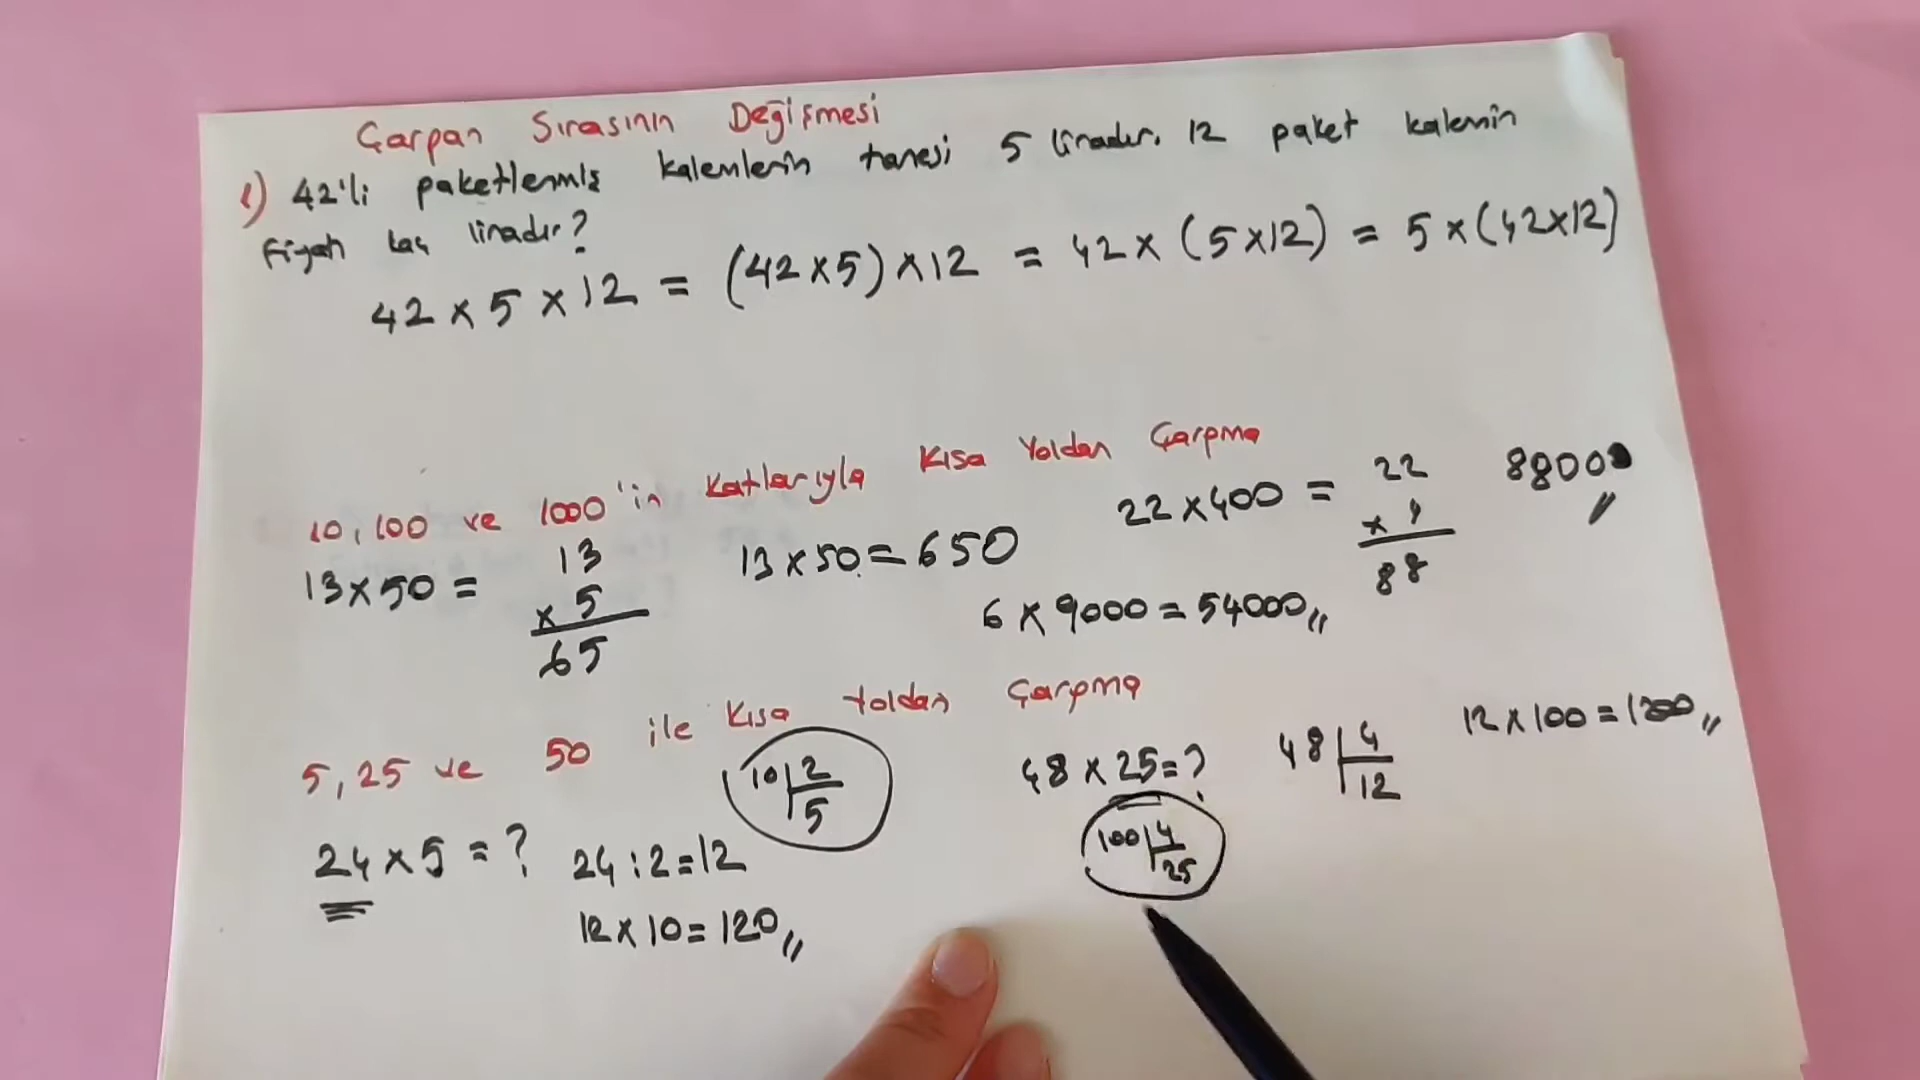 Çarpan Sırasının Değişmesi
1) 42'li paketlenmiş kalemlerin tanesi 5 liradır. 12 paket kalemin
fiyatı kaç liradır?
42 x 5 x 12 = (42 x 5) x 12 = 42 x (5x12) = 5 x (42x12)
10, 100 ve 1000'in Katlarıyla Kısa Yoldan Çarpma
13 x 50 =
13
x 5
65
13 x 50 = 650
22 x 400 =
22
x 4
88
8800
6 x 9000 = 54000,,
5, 25 ve 50 ile Kısa Yoldan Çarpma
24 x 5 = ?
24 : 2 = 12
12 x 10 = 120,,
10 | 2
5
48 x 25 = ?
100 | 4
25
48 | 4
12
12 x 100 = 1200,,